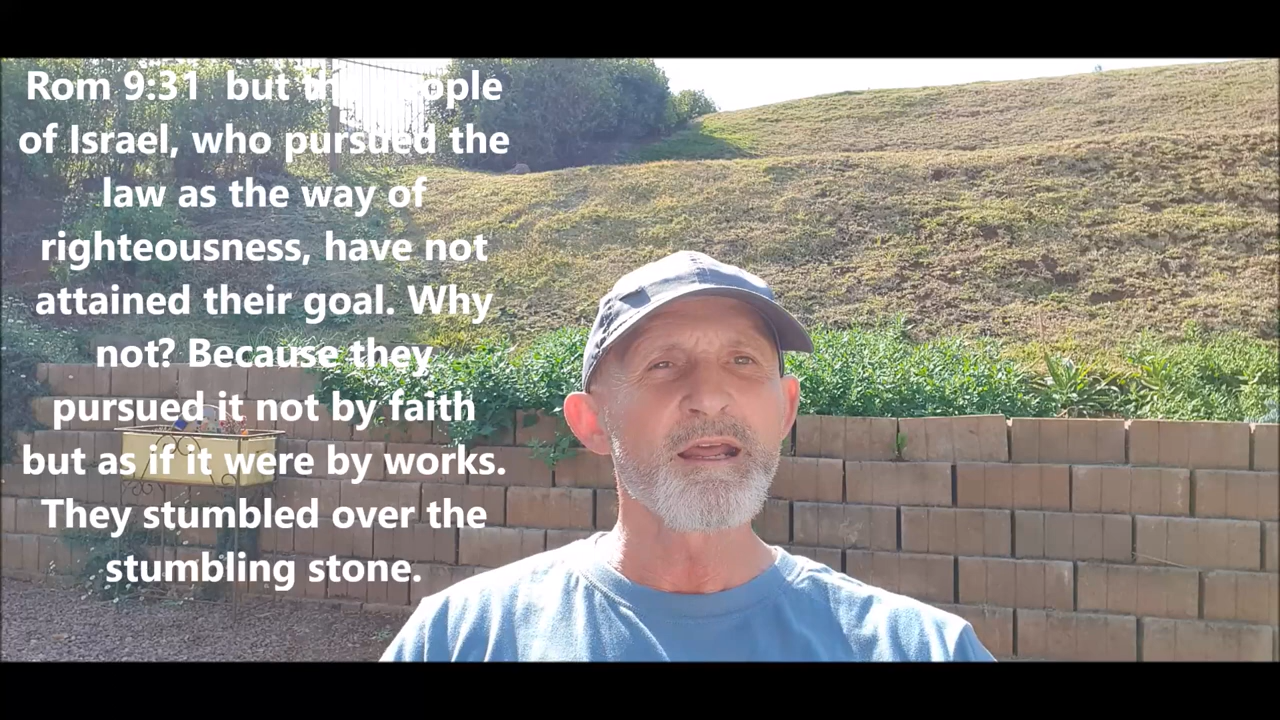 Rom 9:31 but the people
of Israel, who pursued the
law as the way of
righteousness, have not
attained their goal. Why
not? Because they
pursued it not by faith
but as if it were by works.
They stumbled over the
stumbling stone.